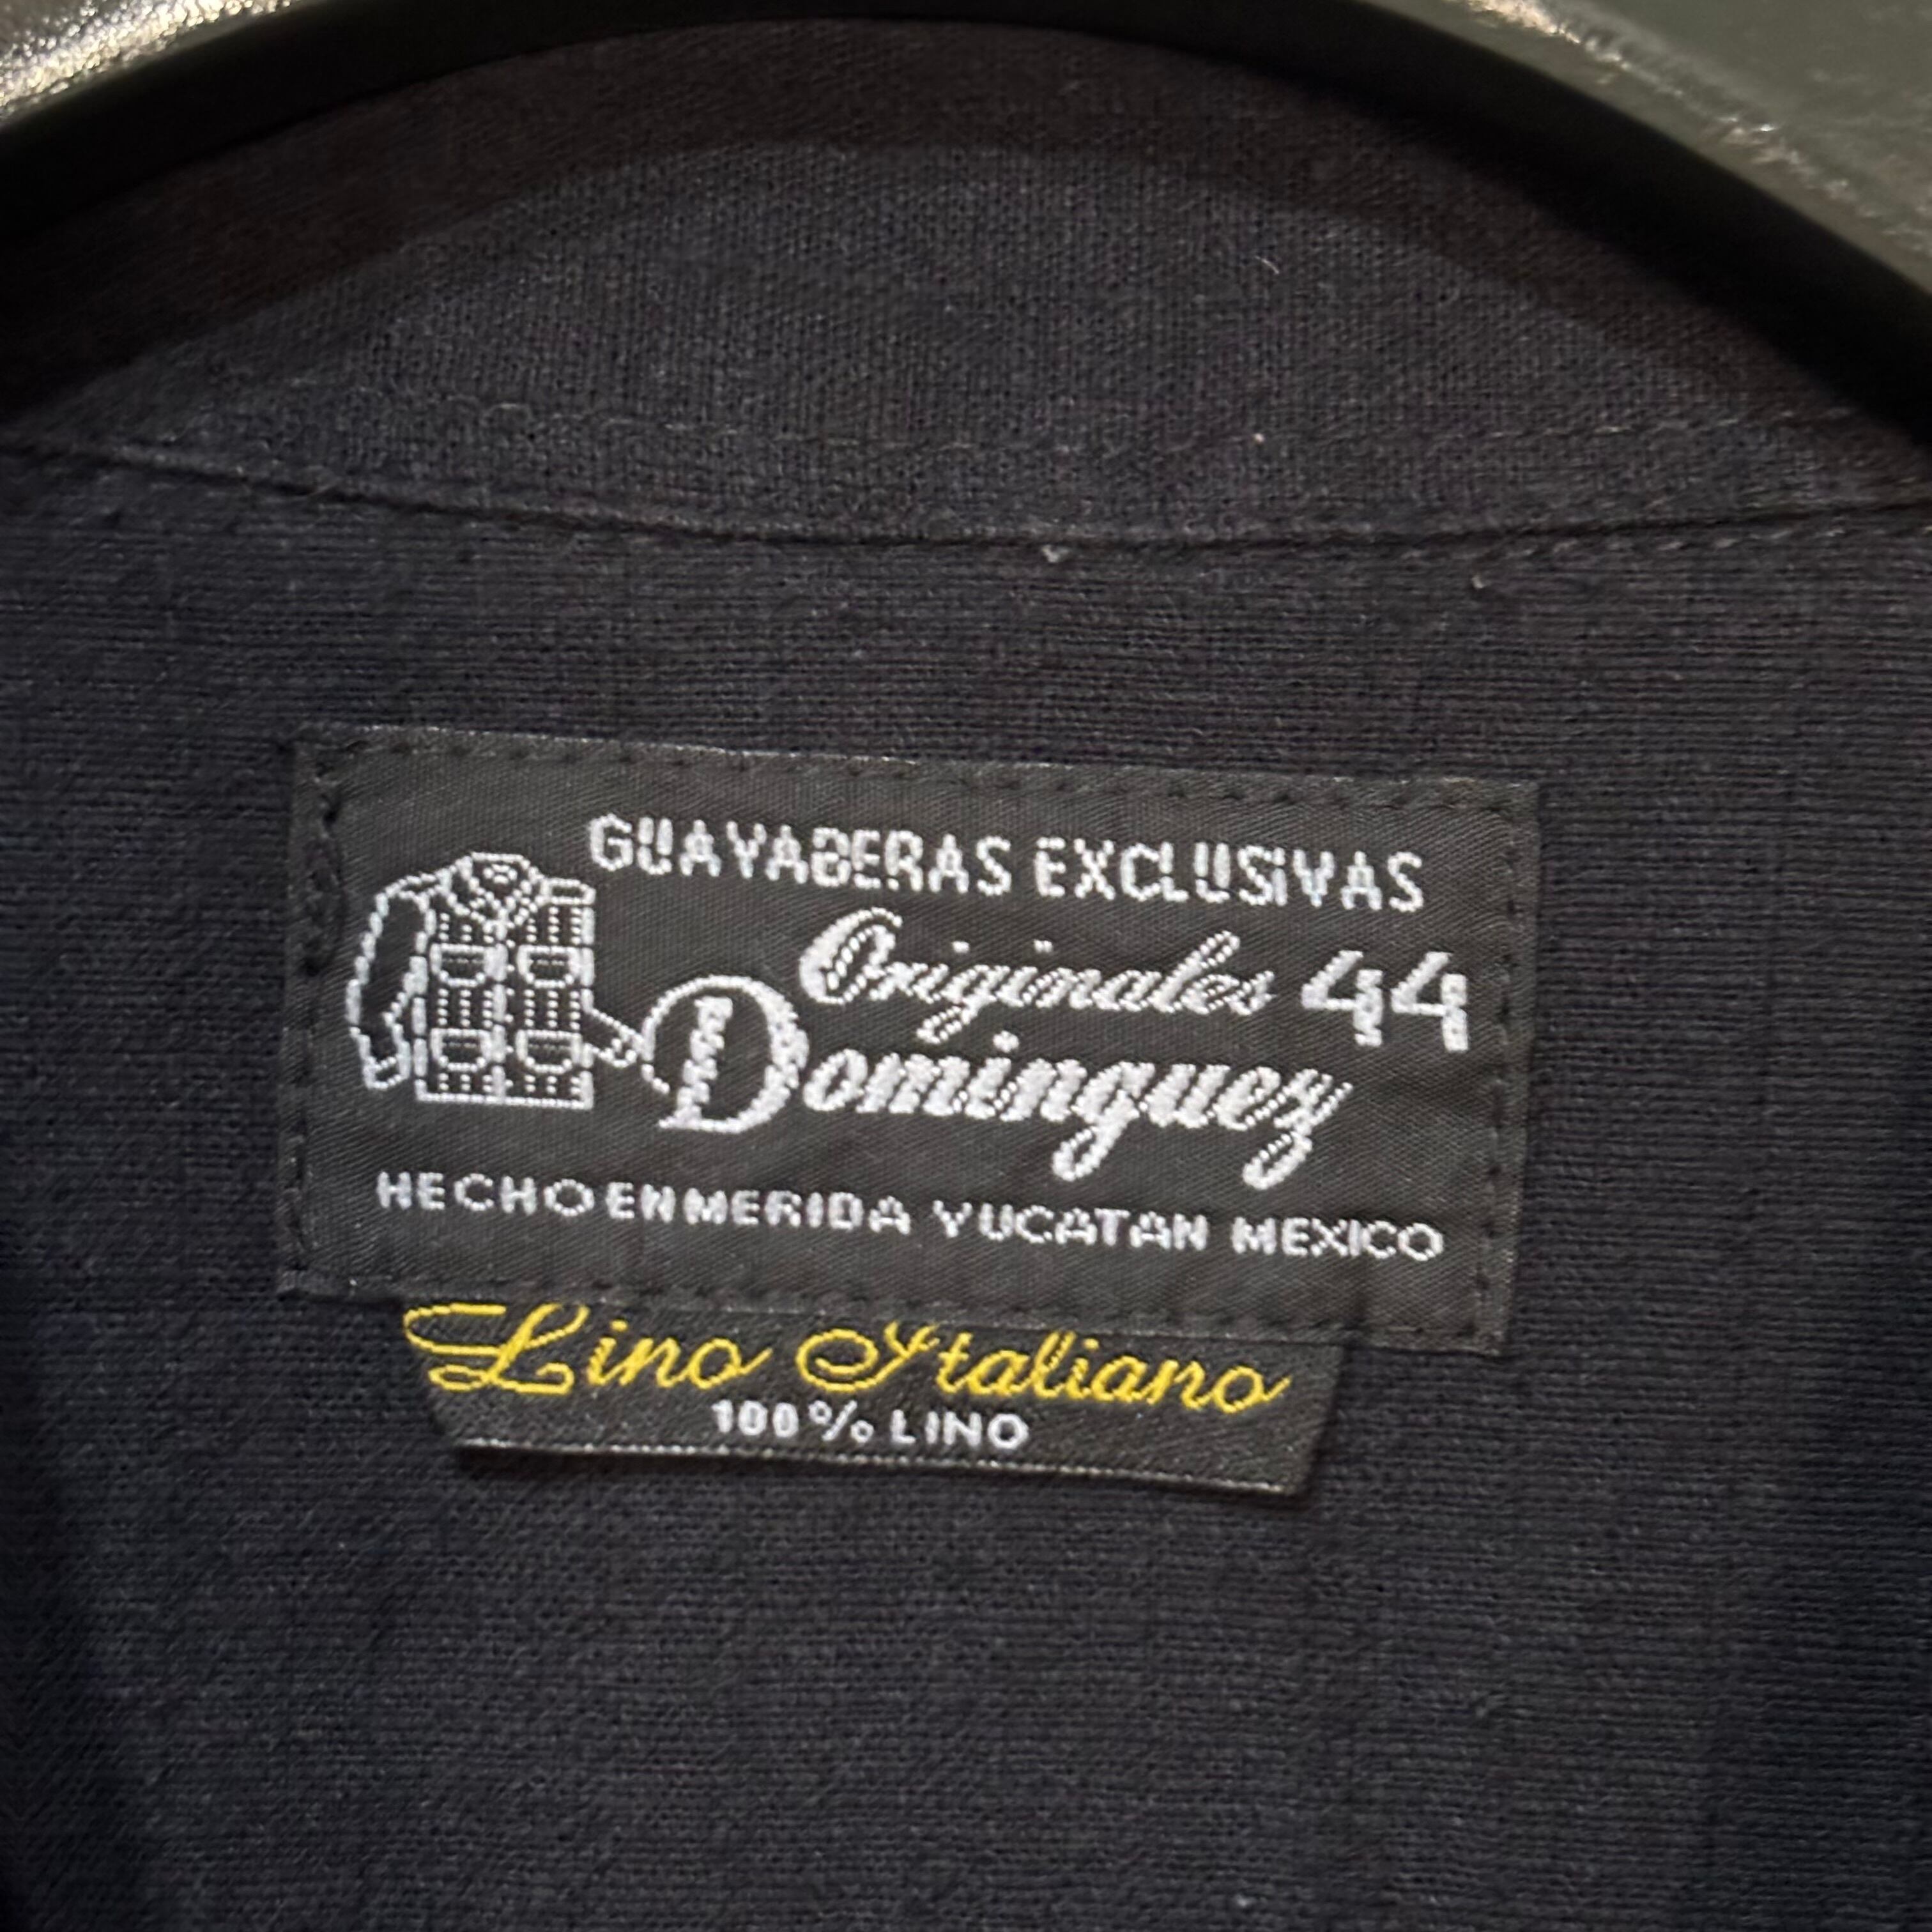 GUAYABERAS EXCLUSIVAS
Originales 44
Dominguez
HECHO EN MERIDA YUCATAN MEXICO
Lino Italiano
100% LINO